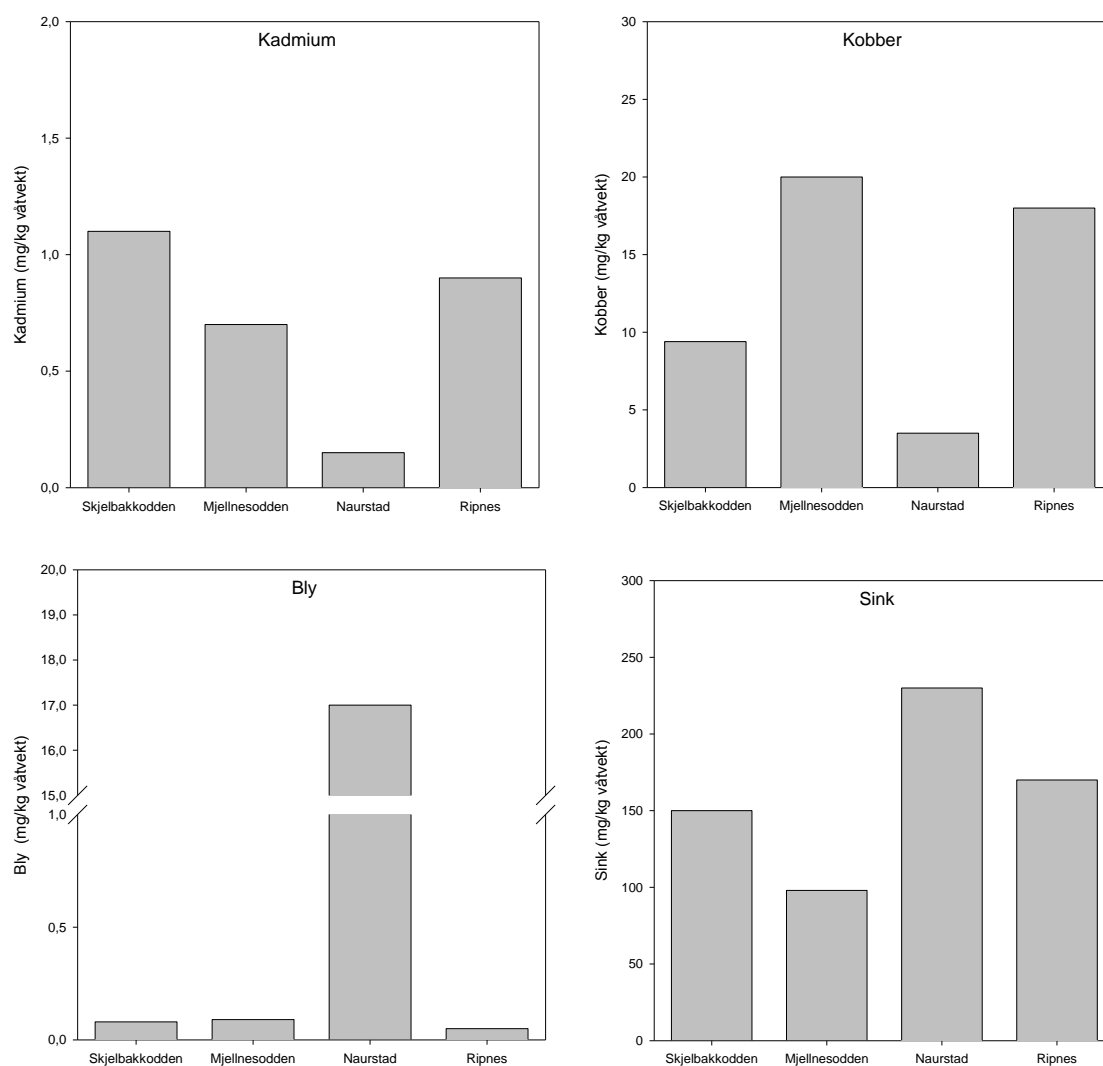 Kadmium
Kadmium (mg/kg våtvekt)
2,0
1,5
1,0
0,5
0,0
Skjelbakkodden Mjellnesodden Naurstad Ripnes
Kobber
Kobber (mg/kg våtvekt)
30
25
20
15
10
5
0
Skjelbakkodden Mjellnesodden Naurstad Ripnes
Bly
Bly (mg/kg våtvekt)
20,0
19,0
18,0
17,0
16,0
15,0
1,0
0,5
0,0
Skjelbakkodden Mjellnesodden Naurstad Ripnes
Sink
Sink (mg/kg våtvekt)
300
250
200
150
100
50
0
Skjelbakkodden Mjellnesodden Naurstad Ripnes